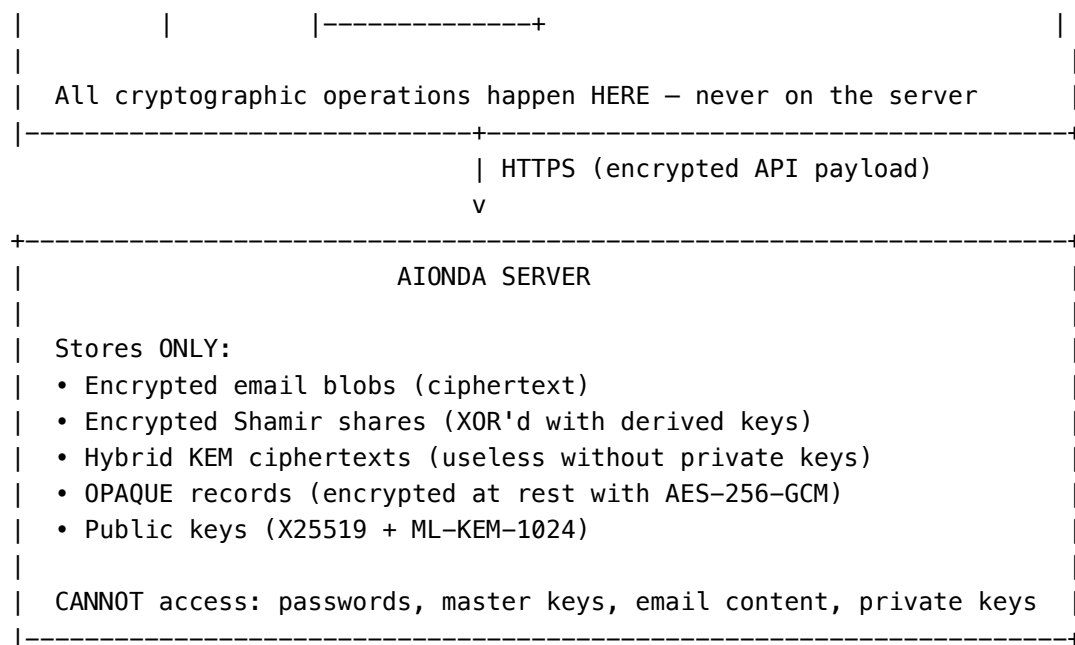 All cryptographic operations happen HERE — never on the server
HTTPS (encrypted API payload)
v
AIONDA SERVER
Stores ONLY:
• Encrypted email blobs (ciphertext)
• Encrypted Shamir shares (XOR'd with derived keys)
• Hybrid KEM ciphertexts (useless without private keys)
• OPAQUE records (encrypted at rest with AES-256-GCM)
• Public keys (X25519 + ML-KEM-1024)
CANNOT access: passwords, master keys, email content, private keys